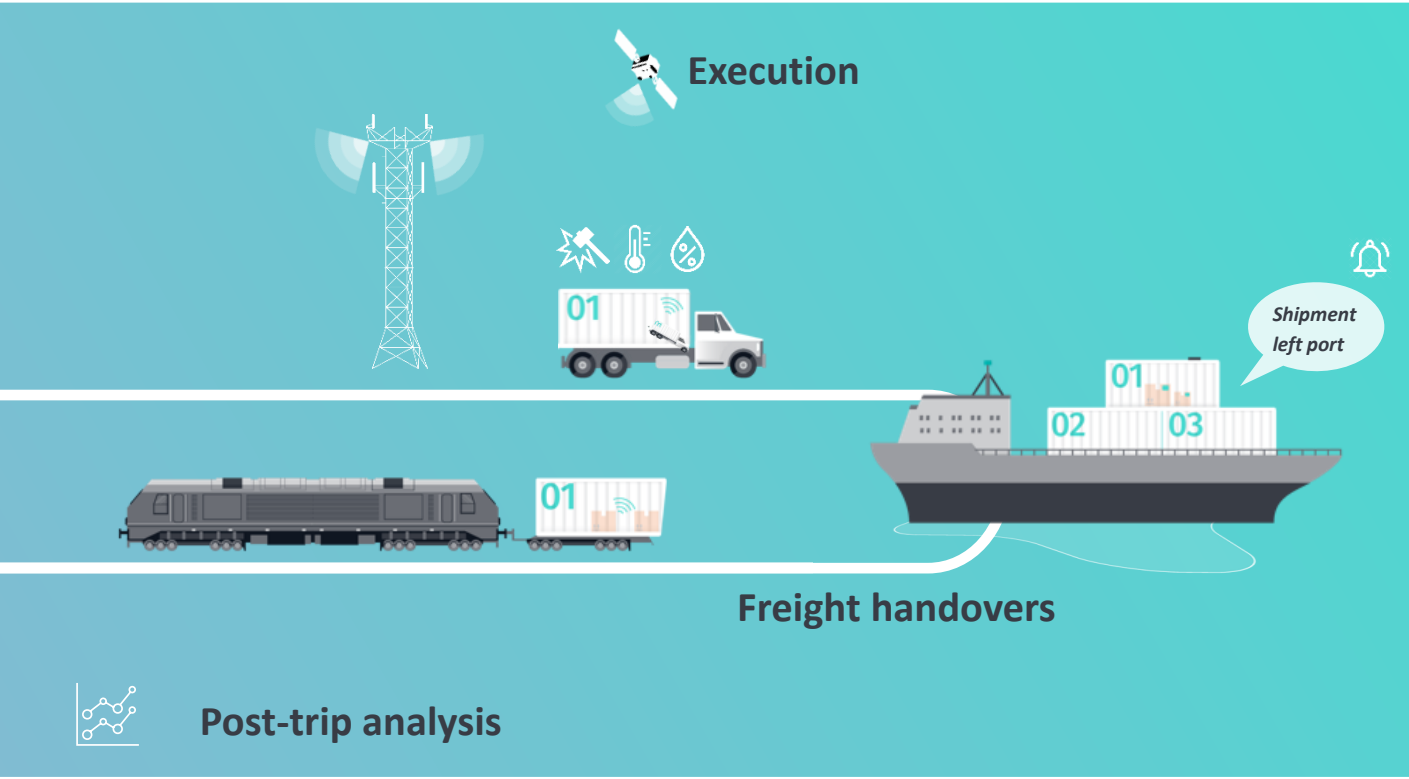 Execution
01
Shipment
left port
01
02 03
01
Freight handovers
Post-trip analysis